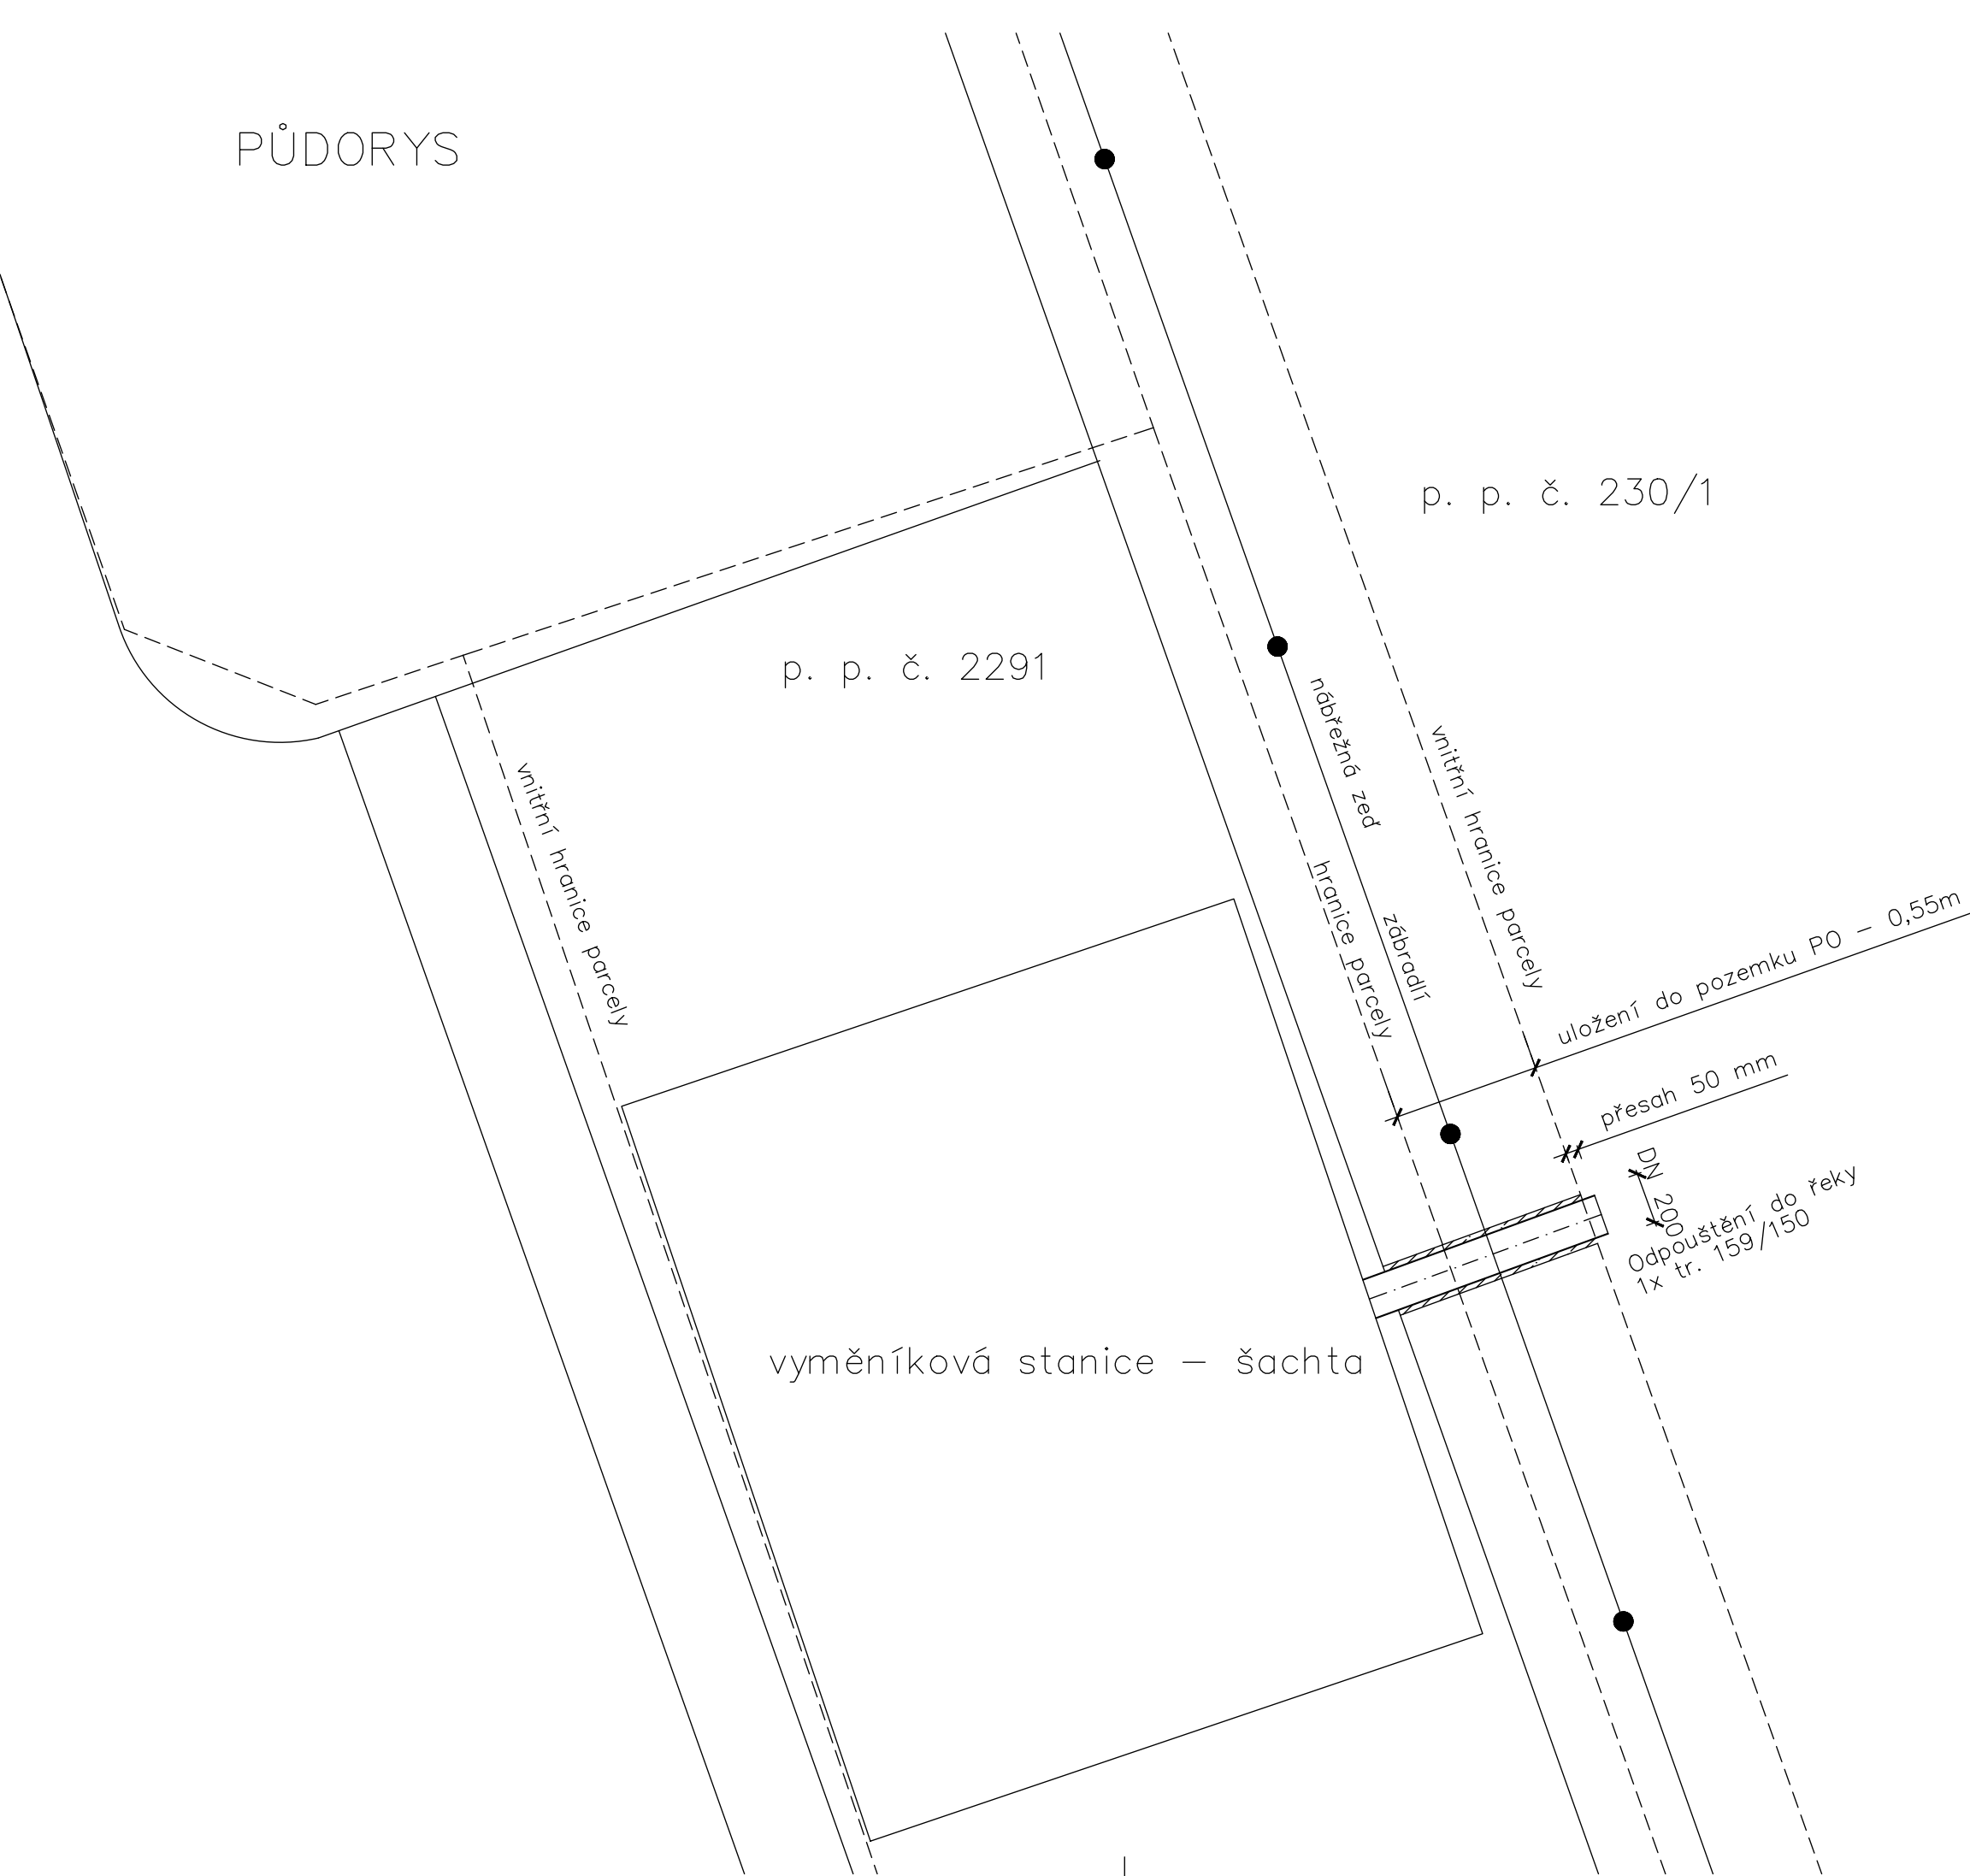 PŮDORYS
p. p. č. 230/1
p. p. č. 2291
nábřežná zeď
vnitřní hranice parcely
vnitřní hranice parcely
hranice parcely
zábradlí
uložení do pozemku PO – 0,55m
přesah 50 mm
DN 200
Odpouštění do řeky
1x tr. 159/150
vyměníková stanice – šachta